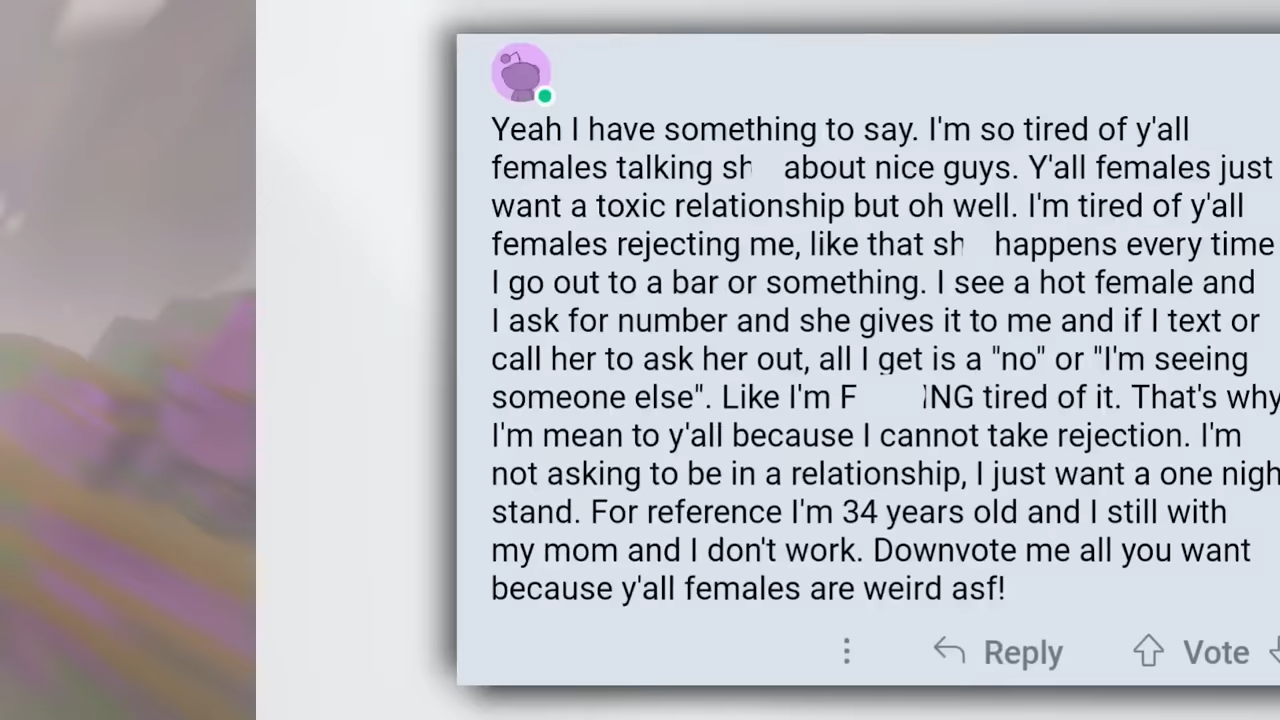 Yeah I have something to say. I'm so tired of y'all
females talking sh about nice guys. Y'all females just
want a toxic relationship but oh well. I'm tired of y'all
females rejecting me, like that sh happens every time
I go out to a bar or something. I see a hot female and
I ask for number and she gives it to me and if I text or
call her to ask her out, all I get is a "no" or "I'm seeing
someone else". Like I'm F NG tired of it. That's why
I'm mean to y'all because I cannot take rejection. I'm
not asking to be in a relationship, I just want a one nigh
stand. For reference I'm 34 years old and I still with
my mom and I don't work. Downvote me all you want
because y'all females are weird asf!
Reply Vote